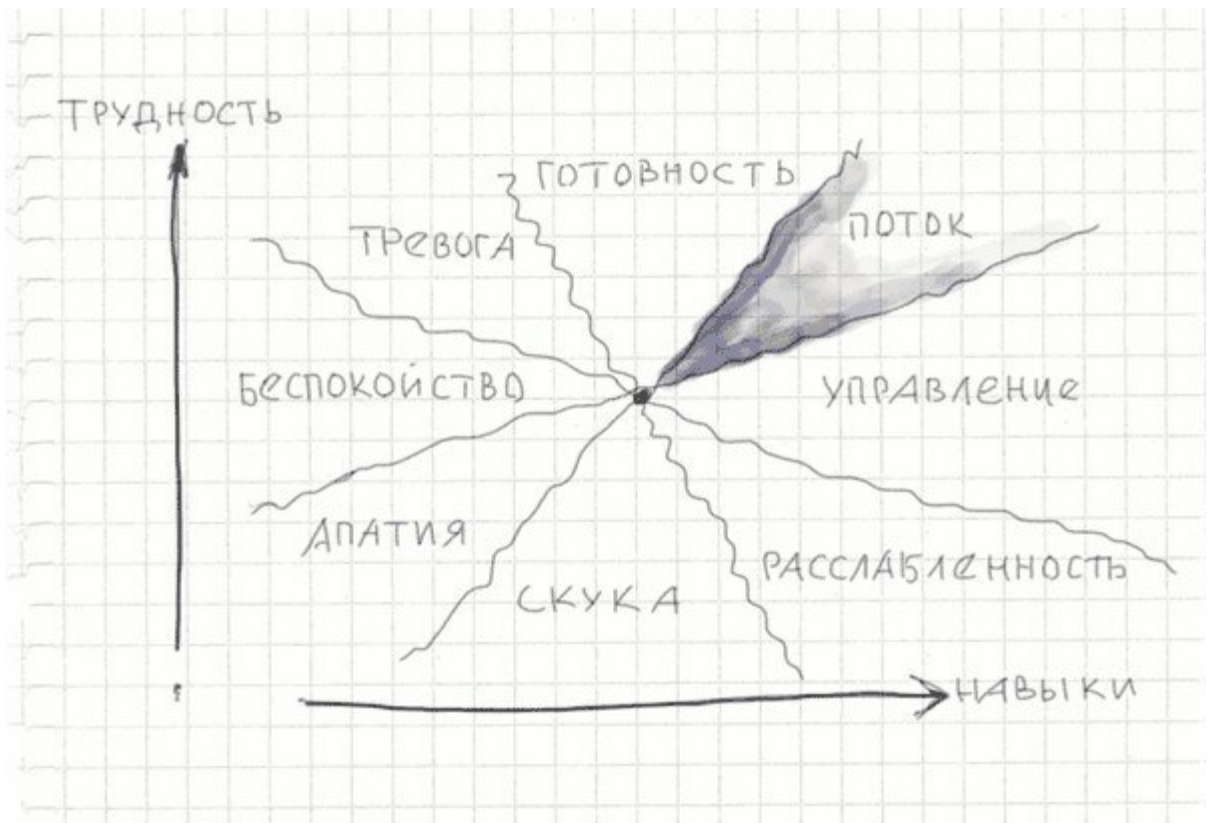 ТРУДНОСТЬ
ГОТОВНОСТЬ
ПОТОК
ТРЕВОГА
БЕСПОКОЙСТВО
УПРАВЛЕНИЕ
АПАТИЯ
РАССЛАБЛЕННОСТЬ
СКУКА
НАВЫКИ